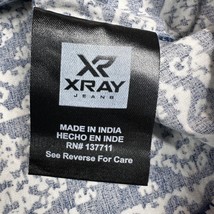 XR
XRAY
JEANS
MADE IN INDIA
HECHO EN INDE
RN# 137711
See Reverse For Care